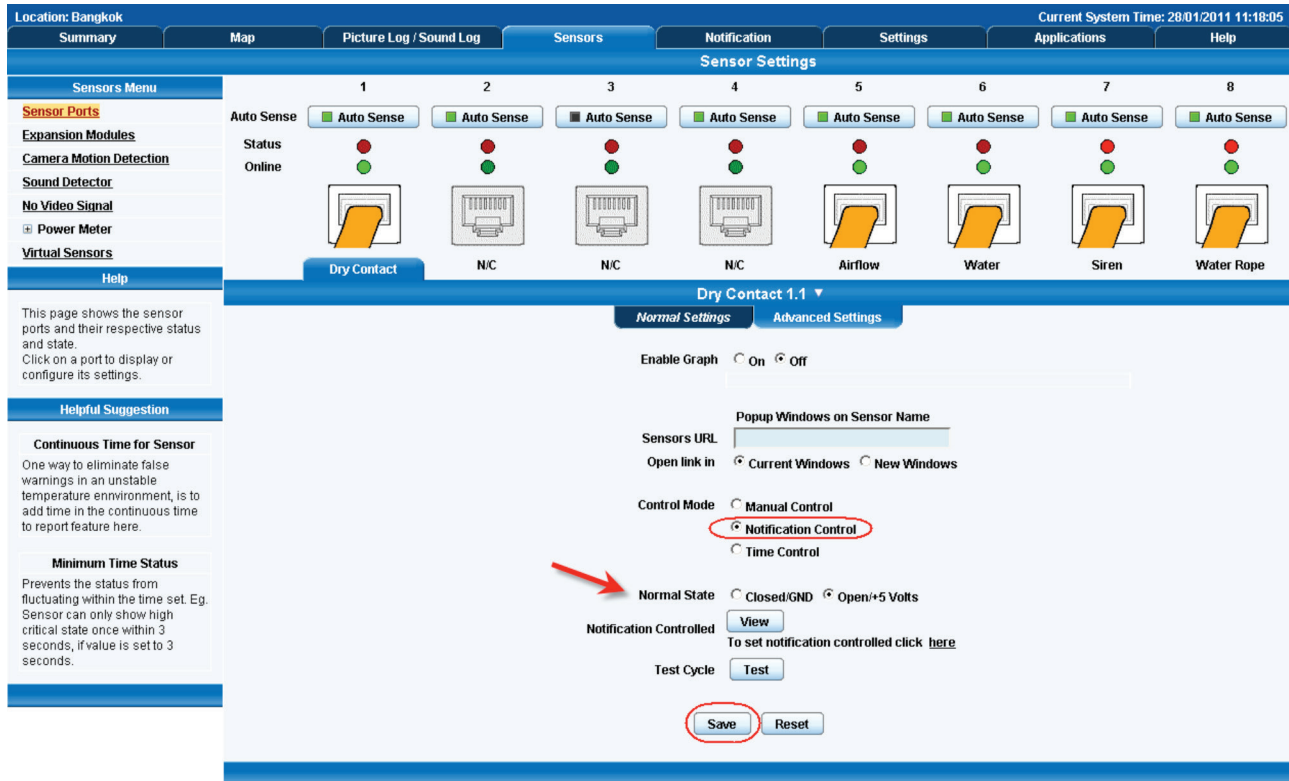 Location: Bangkok
Current System Time: 28/01/2011 11:18:05
Summary Map Picture Log / Sound Log Sensors Notification Settings Applications Help
Sensor Settings
Sensors Menu
Sensor Ports
Expansion Modules
Camera Motion Detection
Sound Detector
No Video Signal
Power Meter
Virtual Sensors
Help
This page shows the sensor
ports and their respective status
and state.
Click on a port to display or
configure its settings.
Helpful Suggestion
Continuous Time for Sensor
One way to eliminate false
warnings in an unstable
temperature ennvironment, is to
add time in the continuous time
to report feature here.
Minimum Time Status
Prevents the status from
fluctuating within the time set. Eg.
Sensor can only show high
critical state once within 3
seconds, if value is set to 3
seconds.
1 2 3 4 5 6 7 8
Auto Sense Auto Sense Auto Sense Auto Sense Auto Sense Auto Sense Auto Sense Auto Sense Auto Sense
Status
Online
Dry Contact N/C N/C N/C Airflow Water Siren Water Rope
Dry Contact 1.1
Normal Settings Advanced Settings
Enable Graph On Off
Popup Windows on Sensor Name
Sensors URL
Open link in Current Windows New Windows
Control Mode Manual Control
Notification Control
Time Control
Normal State Closed/GND Open/+5 Volts
Notification Controlled View
To set notification controlled click here
Test Cycle Test
Save Reset